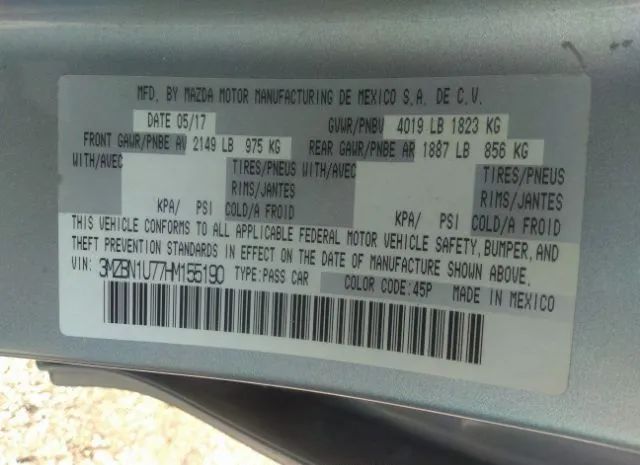 MFD. BY MAZDA MOTOR MANUFACTURING DE MEXICO S.A. DE C.V.
DATE 05/17 GVWR/PNBV 4019 LB 1823 KG
FRONT GAWR/PNBE AV 2149 LB 975 KG REAR GAWR/PNBE AR 1887 LB 856 KG
WITH/AVEC TIRES/PNEUS WITH/AVEC TIRES/PNEUS
RIMS/JANTES RIMS/JANTES
KPA/ PSI COLD/A FROID KPA/ PSI COLD/A FROID
THIS VEHICLE CONFORMS TO ALL APPLICABLE FEDERAL MOTOR VEHICLE SAFETY, BUMPER, AND
THEFT PREVENTION STANDARDS IN EFFECT ON THE DATE OF MANUFACTURE SHOWN ABOVE.
VIN: 3MZBN1U77HM155190 TYPE:PASS CAR COLOR CODE:45P MADE IN MEXICO